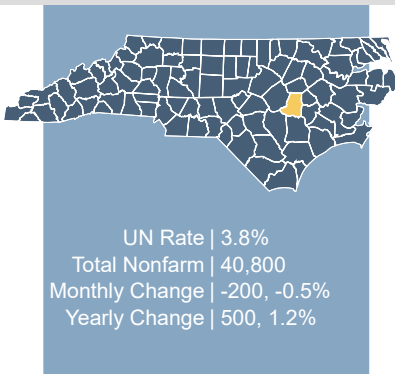 UN Rate | 3.8%
Total Nonfarm | 40,800
Monthly Change | -200, -0.5%
Yearly Change | 500, 1.2%